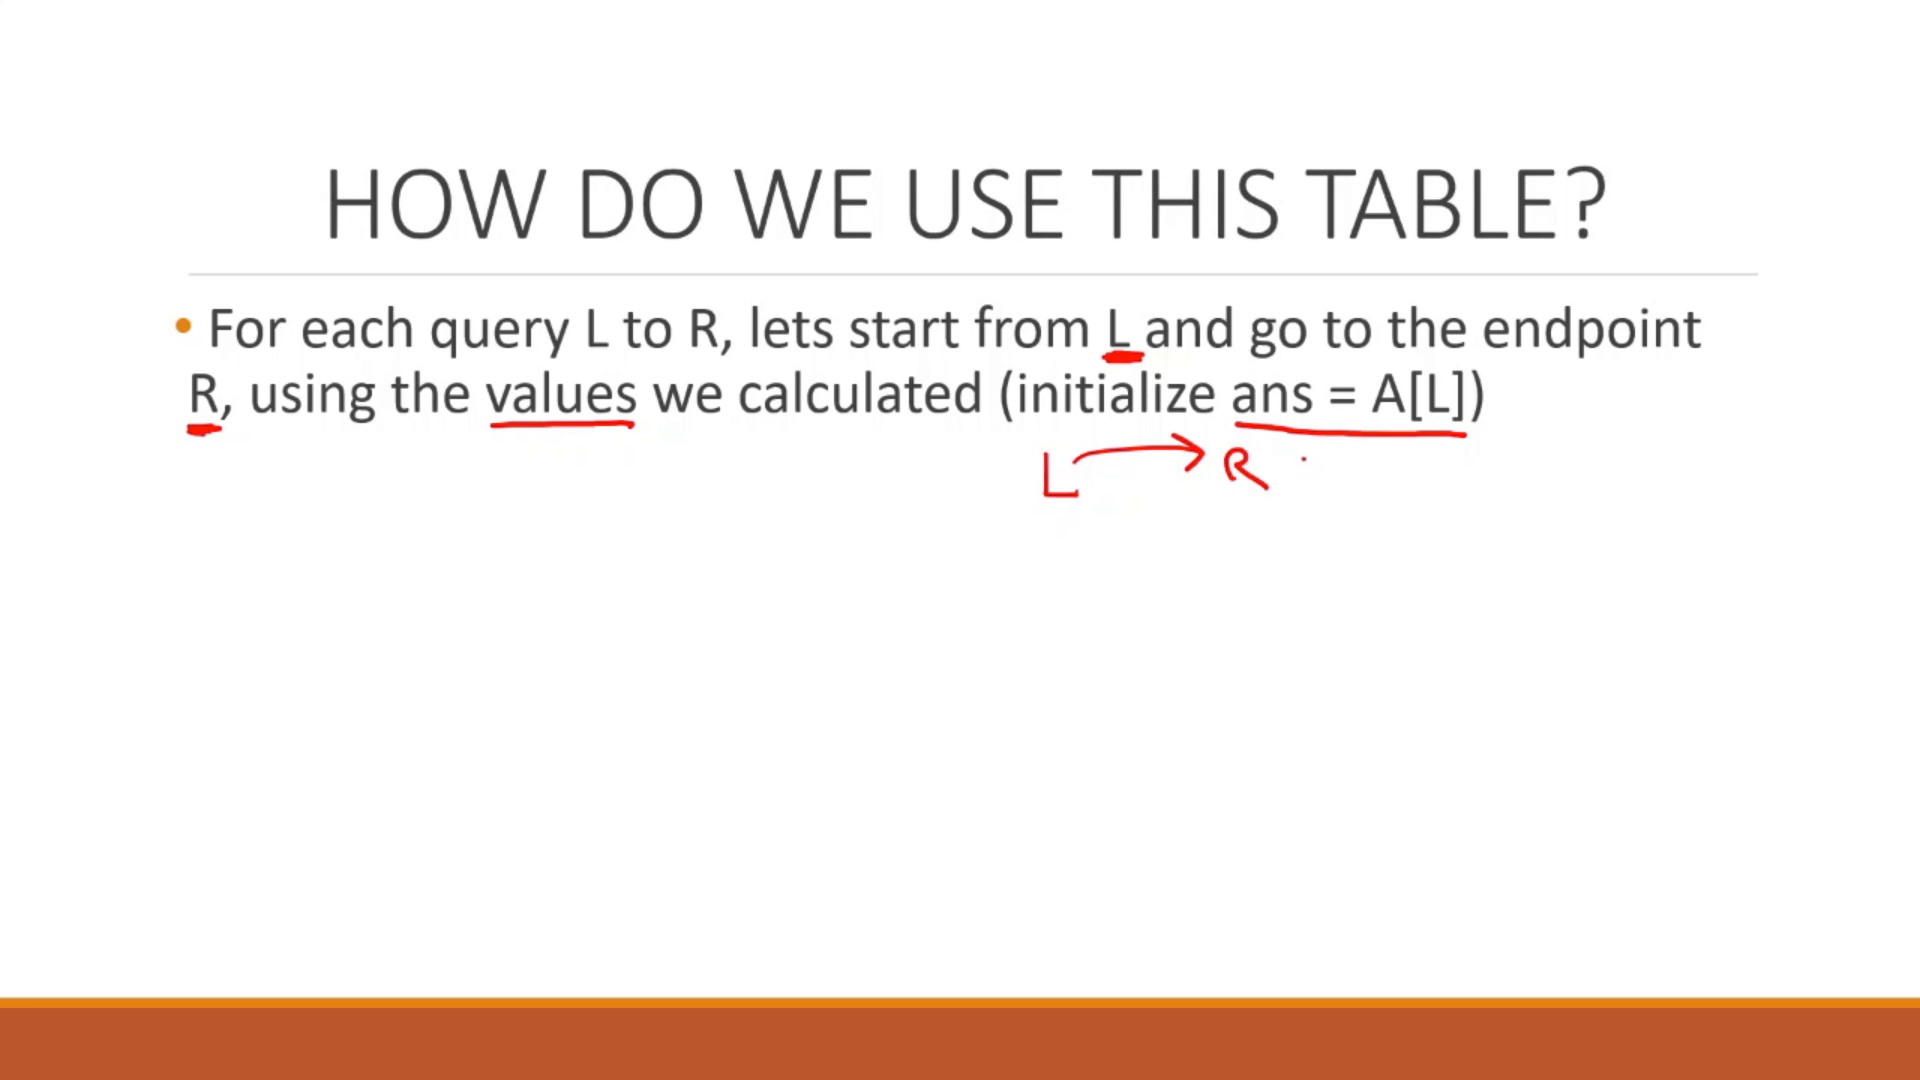 HOW DO WE USE THIS TABLE?
• For each query L to R, lets start from L and go to the endpoint
R, using the values we calculated (initialize ans = A[L])
L → R